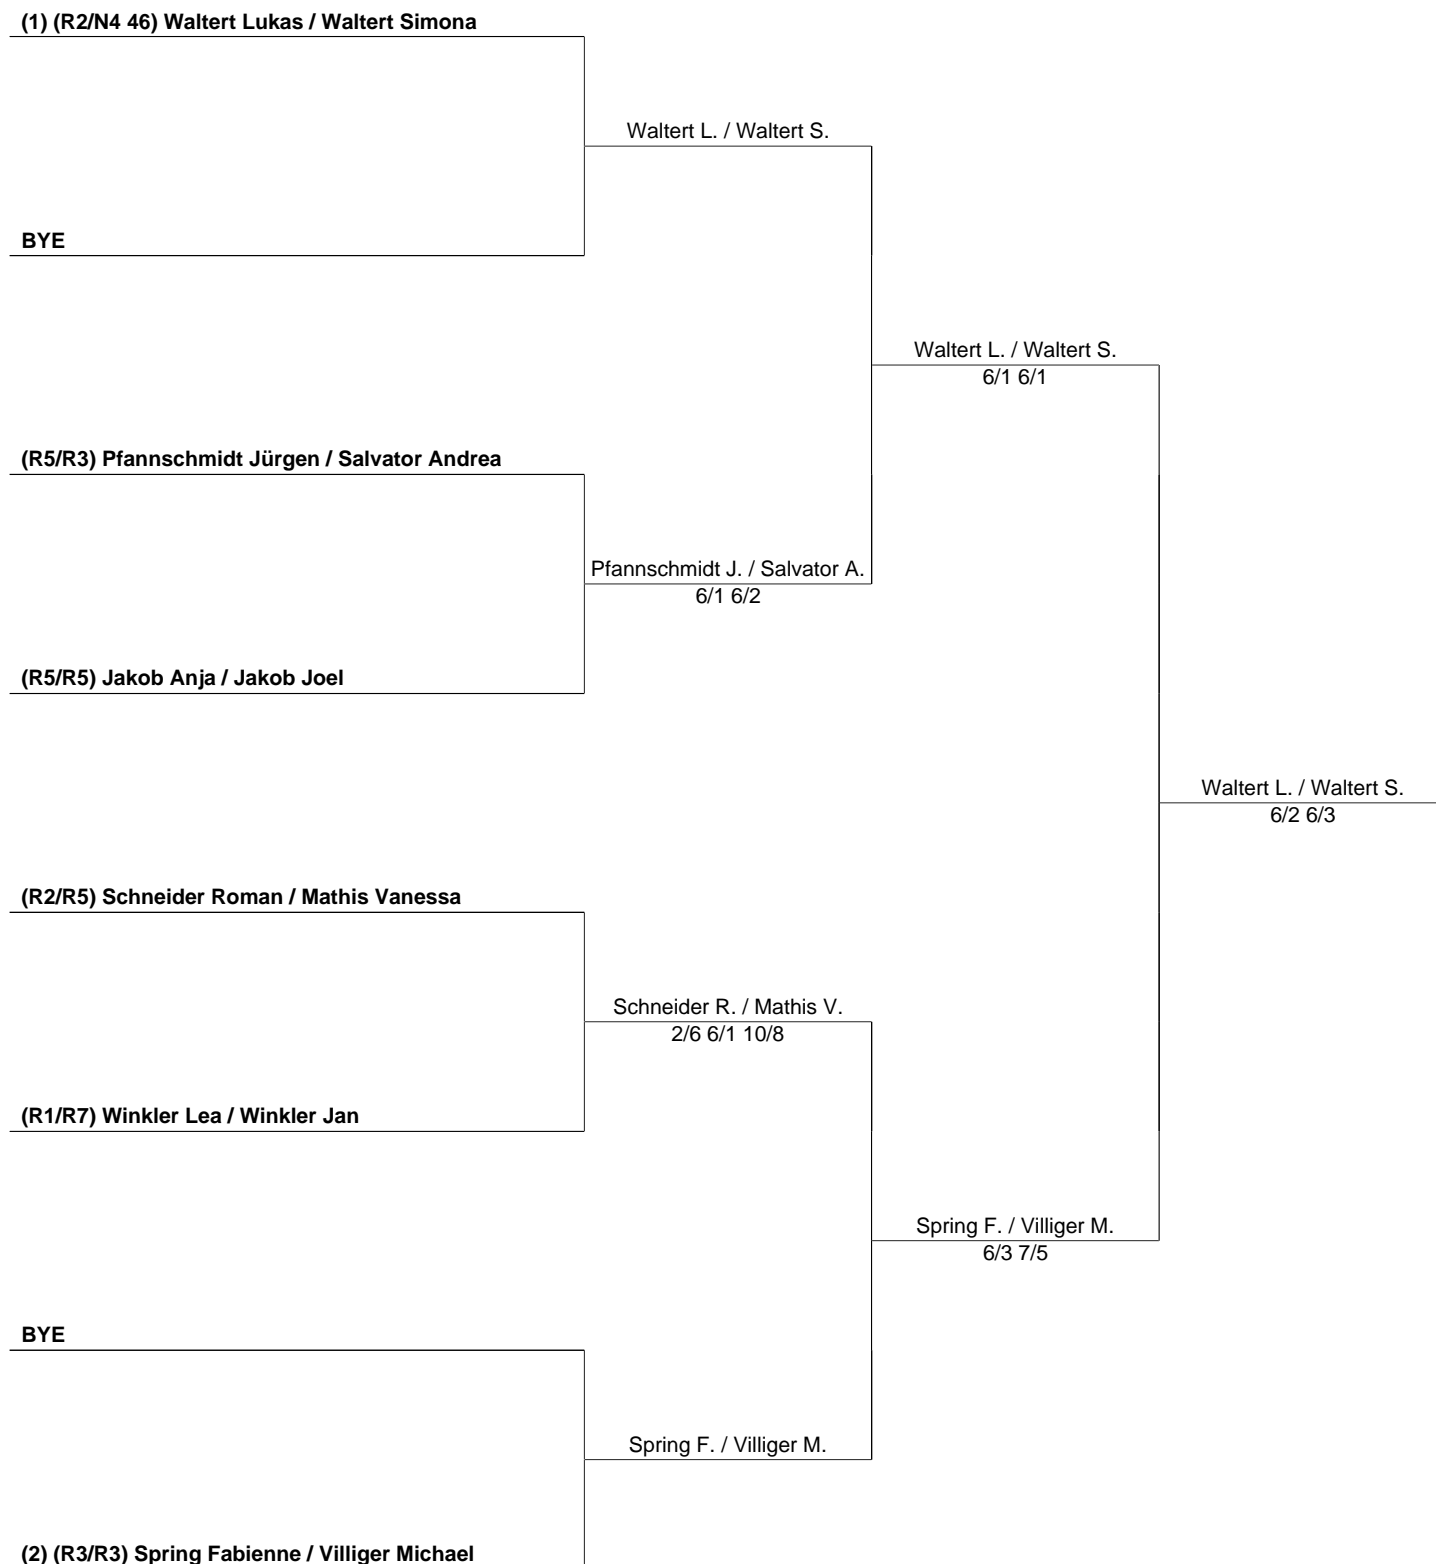 (1) (R2/N4 46) Waltert Lukas / Waltert Simona
Waltert L. / Waltert S.
BYE
Waltert L. / Waltert S.
6/1 6/1
(R5/R3) Pfannschmidt Jürgen / Salvator Andrea
Pfannschmidt J. / Salvator A.
6/1 6/2
(R5/R5) Jakob Anja / Jakob Joel
Waltert L. / Waltert S.
6/2 6/3
(R2/R5) Schneider Roman / Mathis Vanessa
Schneider R. / Mathis V.
2/6 6/1 10/8
(R1/R7) Winkler Lea / Winkler Jan
Spring F. / Villiger M.
6/3 7/5
BYE
Spring F. / Villiger M.
(2) (R3/R3) Spring Fabienne / Villiger Michael